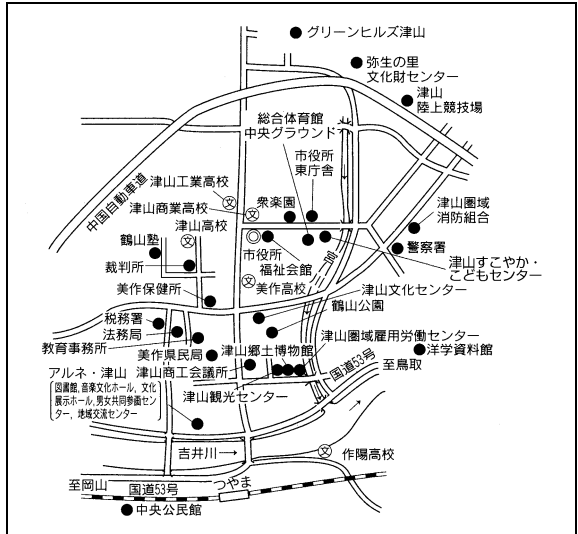 グリーンヒルズ津山
弥生の里
文化財センター
津山
陸上競技場
総合体育館
中央グラウンド
市役所
東庁舎
中国自動車道
津山工業高校
文
衆楽園
津山商業高校
文
津山圏域
消防組合
津山高校
文
鶴山塾
市役所
福祉会館
警察署
裁判所
津山すこやか・
こどもセンター
宮川
文
美作高校
美作保健所
津山文化センター
鶴山公園
税務署
法務局
教育事務所
津山圏域雇用労働センター
美作県民局
津山郷土博物館
洋学資料館
国道53号
至鳥取
アルネ・津山
津山商工会議所
図書館、音楽文化ホール、文化
展示ホール、男女共同参画セン
ター、地域交流センター
津山観光センター
吉井川→
文
作陽高校
至岡山
国道53号
つやま
中央公民館